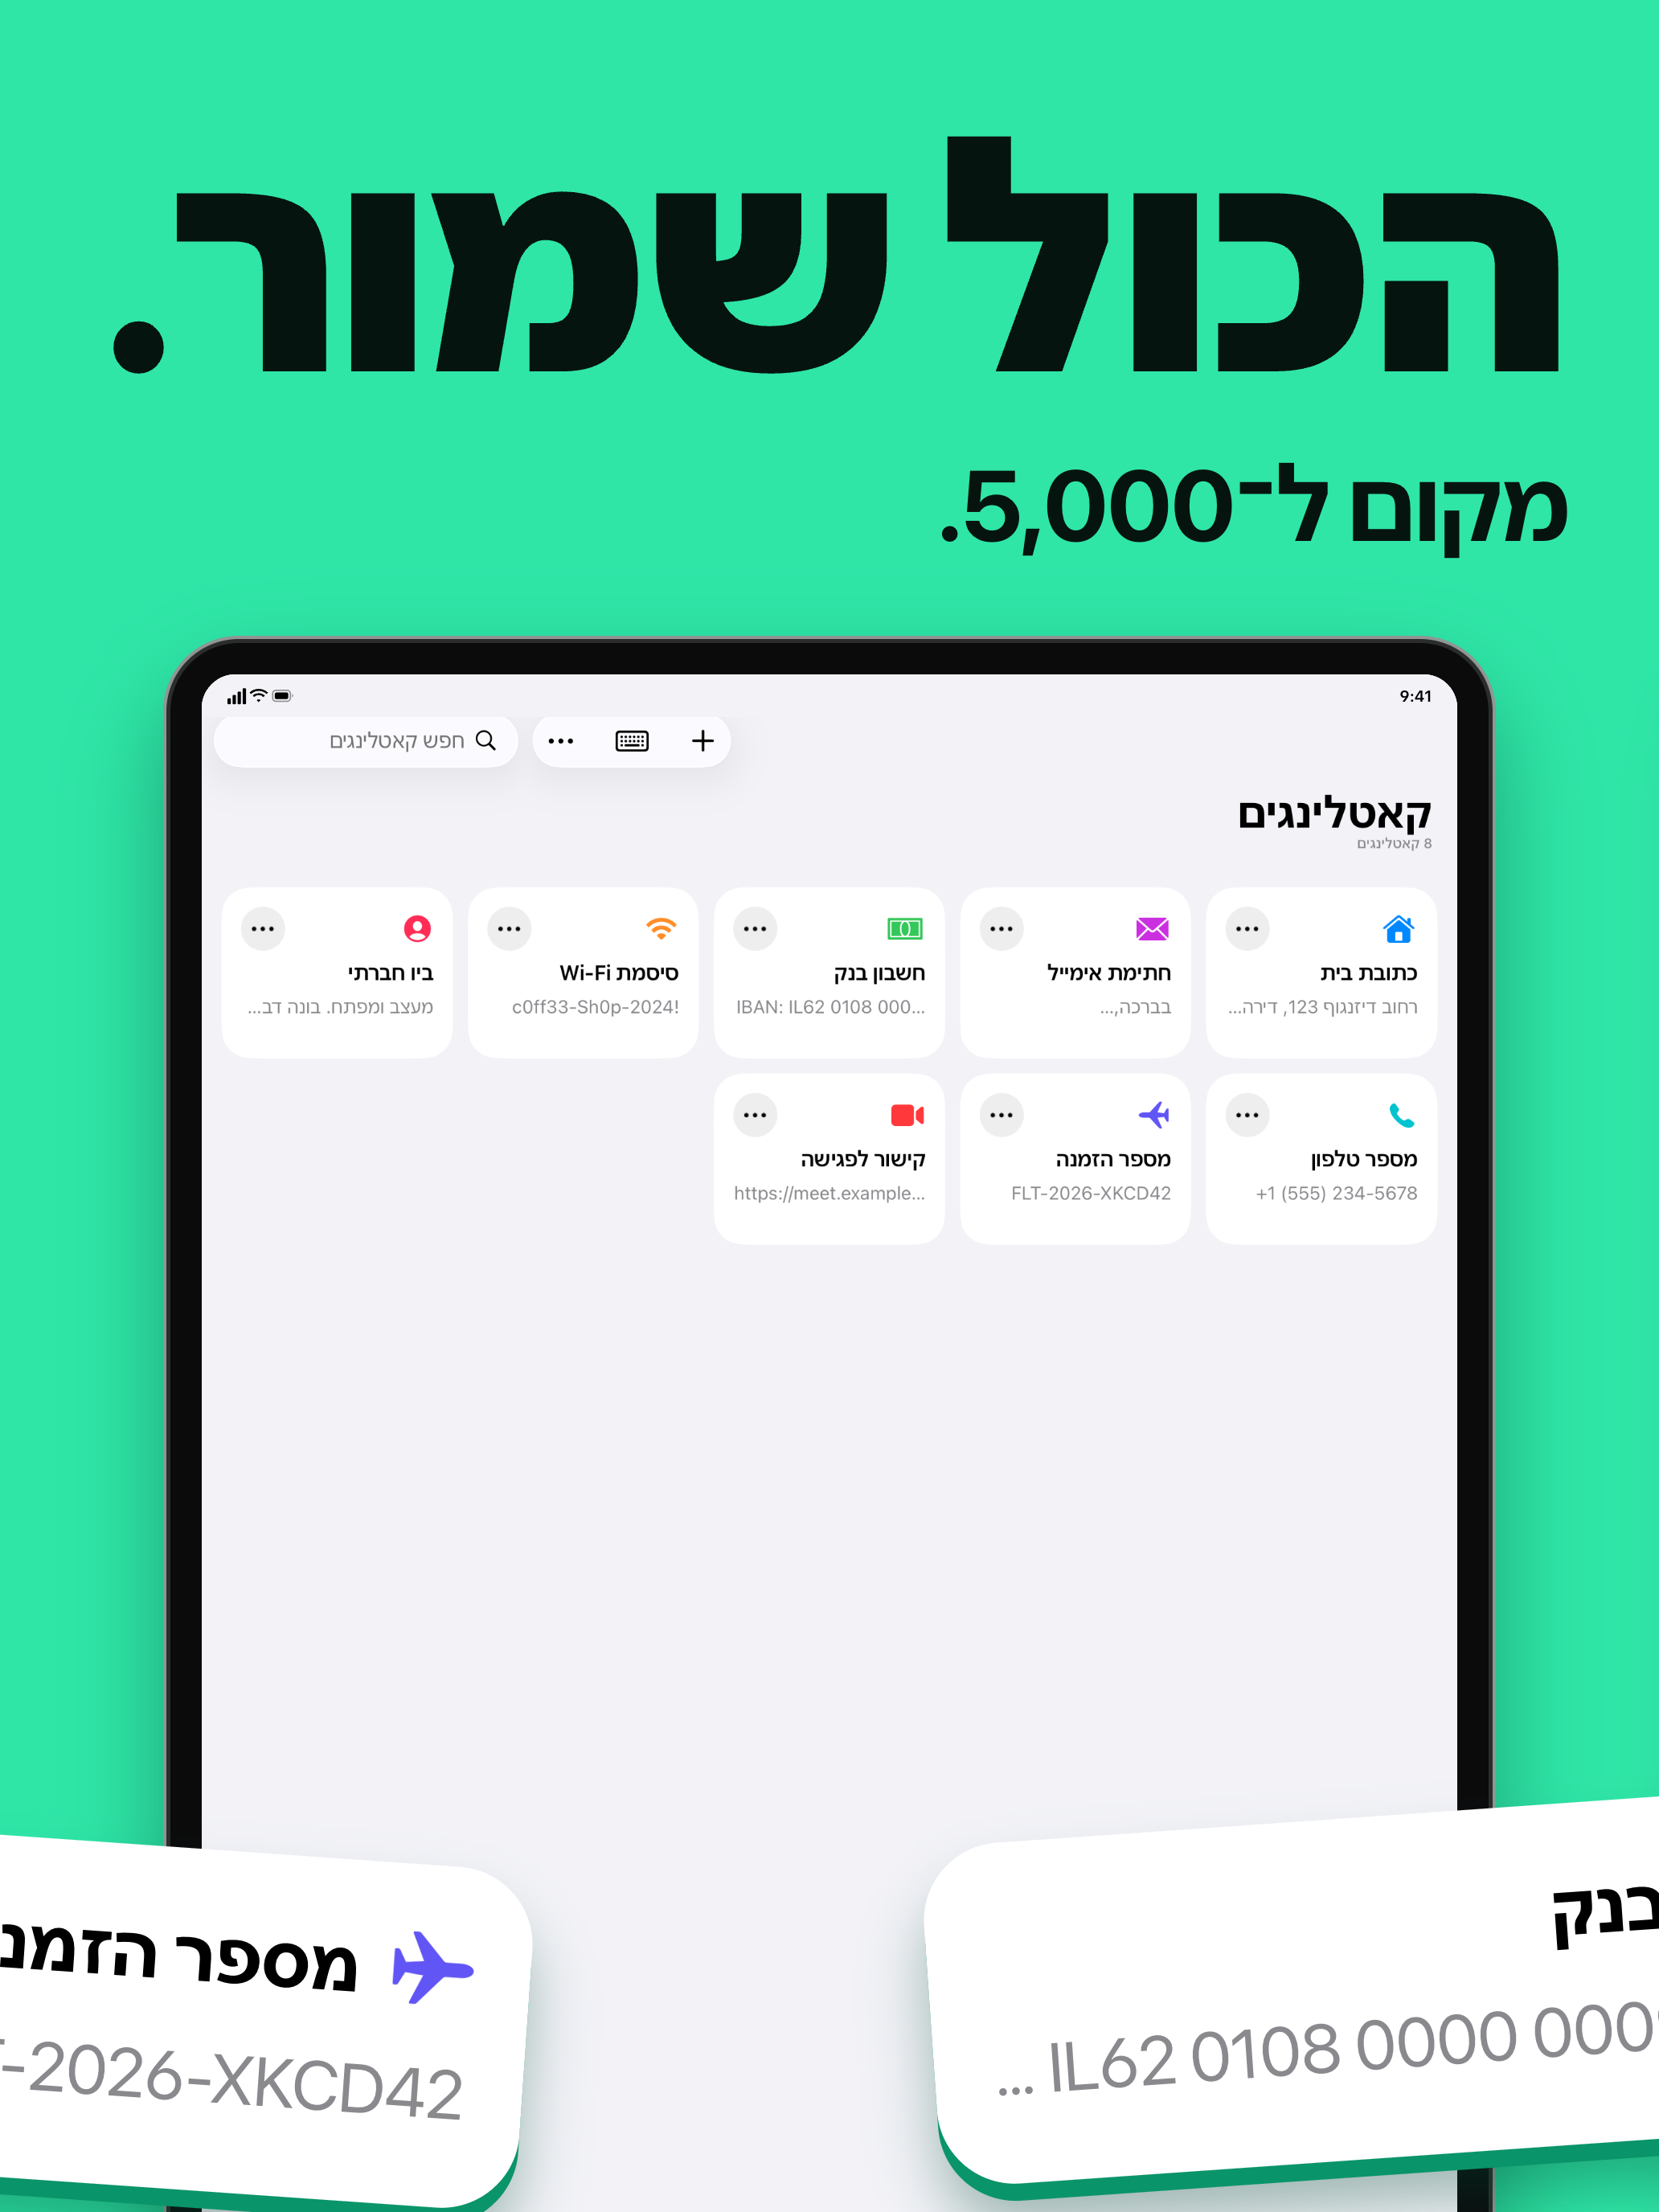 הכול שמור.
מקום ל־5,000.
9:41
חפש קאטלינגים
קאטלינגים
8 קאטלינגים
כתובת בית
רחוב דיזנגוף 123, דירה...
חתימת אימייל
בברכה,...
חשבון בנק
IBAN: IL62 0108 000...
סיסמת Wi-Fi
c0ff33-Sh0p-2024!
ביו חברתי
מעצב ומפתח. בונה דב...
מספר טלפון
+1 (555) 234-5678
מספר הזמנה
FLT-2026-XKCD42
קישור לפגישה
https://meet.example...
בנק
... IL62 0108 0000 000
מספר הזמנ
-2026-XKCD42